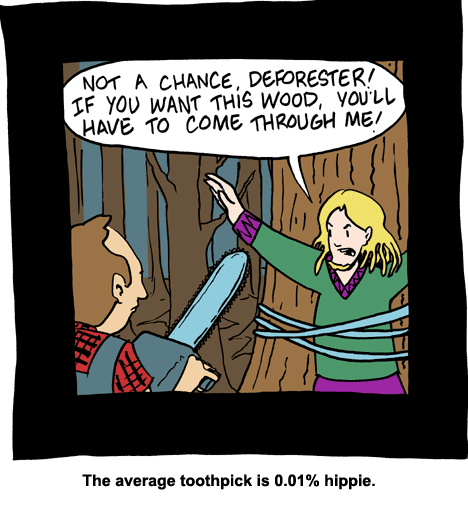 NOT A CHANCE, DEFORESTER!
IF YOU WANT THIS WOOD, YOU'LL
HAVE TO COME THROUGH ME!
The average toothpick is 0.01% hippie.